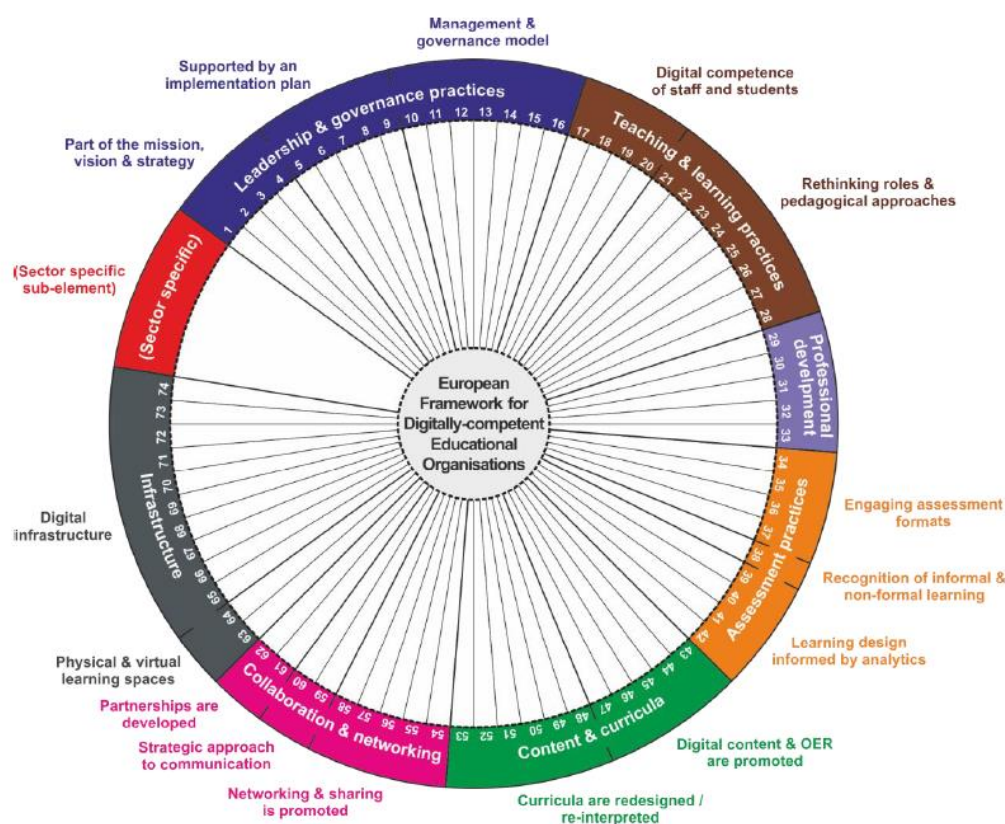 Management &
governance model
Supported by an
implementation plan
Part of the mission,
vision & strategy
(Sector specific
sub-element)
Digital competence
of staff and students
Rethinking roles &
pedagogical approaches
Engaging assessment
formats
Recognition of informal &
non-formal learning
Learning design
informed by analytics
Digital content & OER
are promoted
Curricula are redesigned /
re-interpreted
Networking & sharing
is promoted
Strategic approach
to communication
Partnerships are
developed
Physical & virtual
learning spaces
Digital
infrastructure
Leadership & governance practices
Teaching & learning practices
Professional
develpment
Assessment practices
Content & curricula
Collaboration & networking
Infrastructure
(Sector specific)
1 2 3 4 5 6 7 8 9 10 11 12 13 14 15 16
17 18 19 20 21 22 23 24 25 26 27 28
29 30 31 32 33
34 35 36 37 38 39 40 41 42
43 44 45 46 47 48 49 50 51 52 53
54 55 56 57 58 59 60 61 62
63 64 65 66 67 68 69 70 71 72 73 74
European
Framework for
Digitally-competent
Educational
Organisations